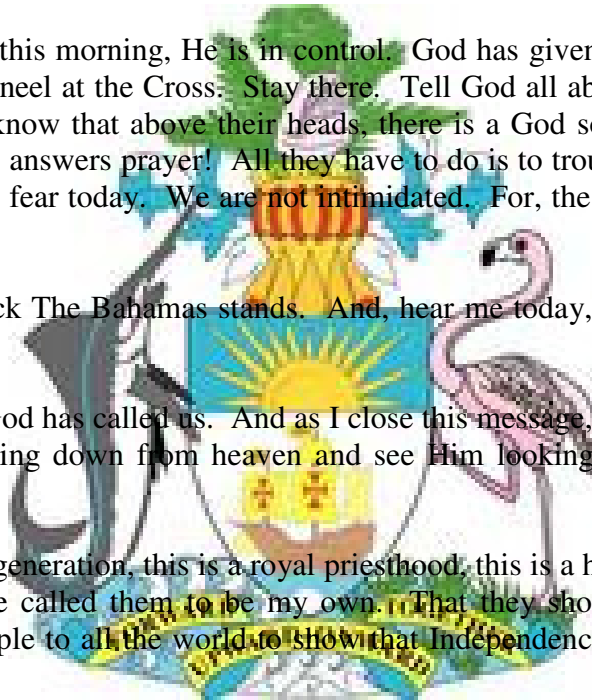 this morning, He is in control. God has given
neel at the Cross. Stay there. Tell God all ab
know that above their heads, there is a God s
answers prayer! All they have to do is to trou
fear today. We are not intimidated. For, the
ck The Bahamas stands. And, hear me today,
God has called us. And as I close this message,
ing down from heaven and see Him looking
generation, this is a royal priesthood, this is a h
e called them to be my own. That they sho
ple to all the world to show that Independenc